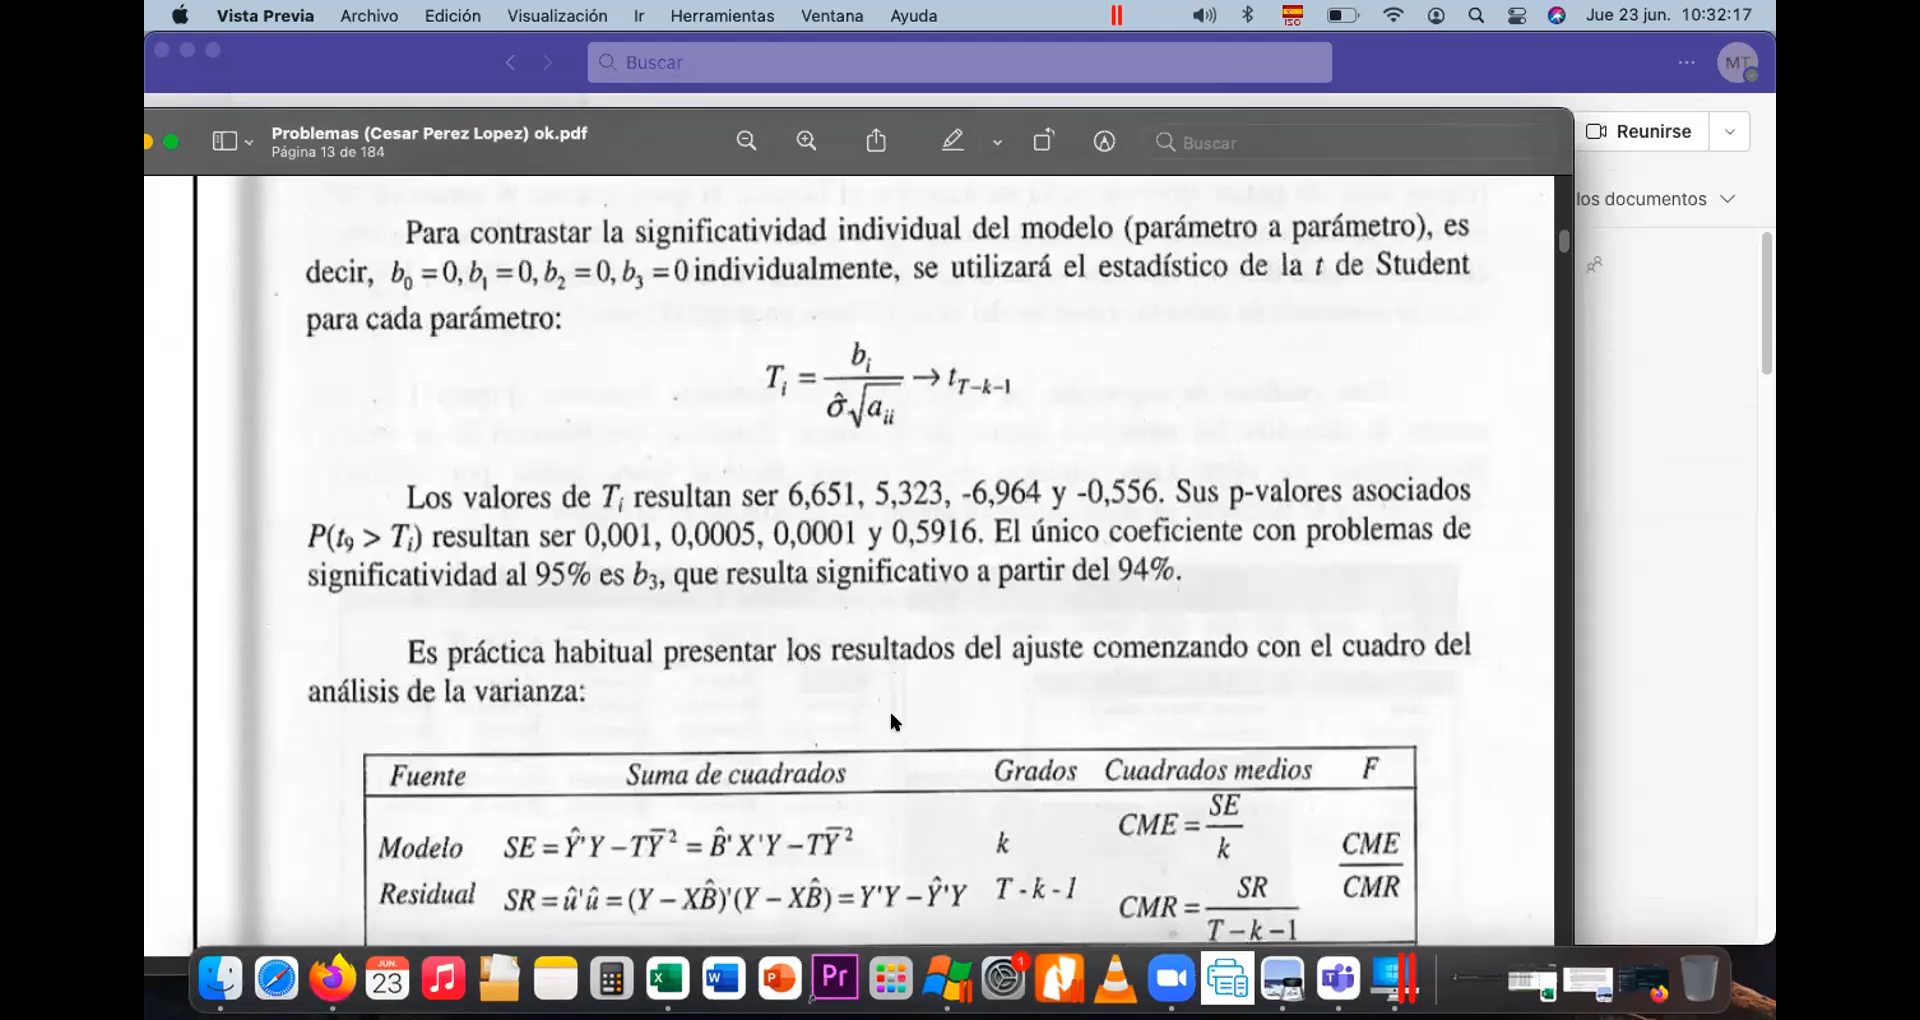 Vista Previa Archivo Edición Visualización Ir Herramientas Ventana Ayuda ISO Jue 23 jun. 10:32:17
Buscar MT
Problemas (Cesar Perez Lopez) ok.pdf
Página 13 de 184
Buscar
Reunirse
los documentos
Para contrastar la significatividad individual del modelo (parámetro a parámetro), es
decir, b₀ = 0, b₁ = 0, b₂ = 0, b₃ = 0 individualmente, se utilizará el estadístico de la t de Student
para cada parámetro:
Tᵢ = bᵢ / (σ̂√aᵢᵢ) → t_{T−k−1}
Los valores de Tᵢ resultan ser 6,651, 5,323, -6,964 y -0,556. Sus p-valores asociados
P(t₉ > Tᵢ) resultan ser 0,001, 0,0005, 0,0001 y 0,5916. El único coeficiente con problemas de
significatividad al 95% es b₃, que resulta significativo a partir del 94%.
Es práctica habitual presentar los resultados del ajuste comenzando con el cuadro del
análisis de la varianza:
Fuente Suma de cuadrados Grados Cuadrados medios F
Modelo SE = Ŷ'Y − TȲ² = B̂'X'Y − TȲ² k CME = SE / k CME / CMR
Residual SR = û'û = (Y − XB̂)'(Y − XB̂) = Y'Y − Ŷ'Y T - k - 1 CMR = SR / (T − k − 1)
JUN. 23
Pr
1